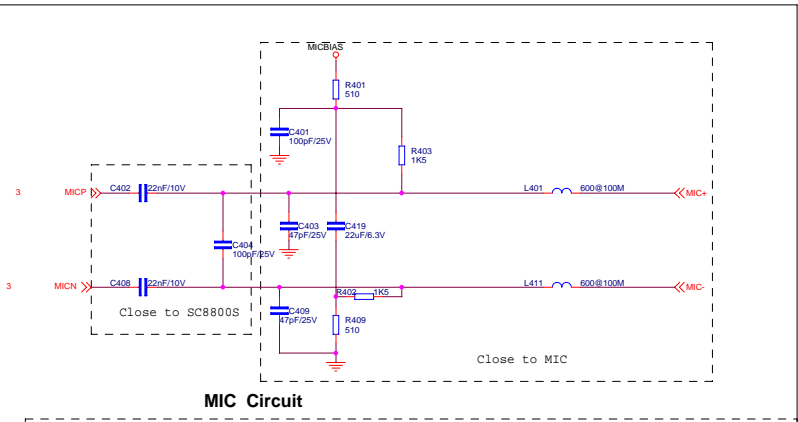 MICBIAS
R401
510
C401
100pF/25V
R403
1K5
3
MICP
C402
22nF/10V
L401
600@100M
MIC+
C403
47pF/25V
C419
22uF/6.3V
C404
100pF/25V
3
MICN
C408
22nF/10V
R402
1K5
L411
600@100M
MIC-
C409
47pF/25V
R409
510
Close to SC8800S
Close to MIC
MIC Circuit